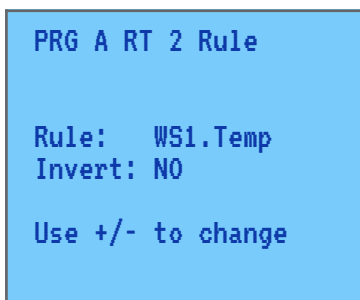 PRG A RT 2 Rule
Rule: WS1.Temp
Invert: NO
Use +/- to change